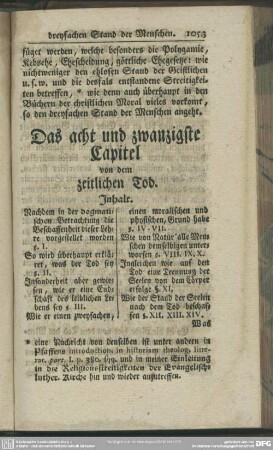 dreyfachen Stand der Menschen. 1053
füget werden, welche besonders die Polygamie,
Kebsehe, Ehescheidung, göttliche Ehegesetze: wie
nichtweniger den ehlosen Stand der Geistlichen
u. s. w. und die desfals entstandene Streitigkei-
ten betreffen, * wie denn auch überhaupt in den
Büchern der christlichen Moral vieles vorkomt,
so den dreyfachen Stand der Menschen angeht.
Das acht und zwanzigste
Capitel
von dem
zeitlichen Tod.
Inhalt.
Nachdem in der dogmati-
schen Betrachtung die
Beschaffenheit dieser Leh-
re vorgestellet worden
§. I.
So wird überhaupt erklä-
ret, was der Tod sey
§. II.
Insonderheit aber gewie-
sen, wie er eine End-
schaft des leiblichen Le-
bens sey §. III.
Wie er einen zweyfachen,
einen moralischen und
physischen, Grund habe
§. IV-VII.
Wie von Natur alle Men-
schen demselbigen unter-
worfen §. VIII. IX. X.
Ingleichen wie auf den
Tod eine Trennung der
Seelen von dem Cörper
erfolge §. XI.
Wie der Stand der Seelen
nach dem Tod beschaf-
fen §. XII. XIII. XIV.
Was
* eine Nachricht von denselben ist unter andern in
Pfaffens introduction. in historiam theolog. litte-
rar. part. I. p. 380. sqq. und in meiner Einleitung
in die Religionsstreitigkeiten der Evangelisch
luther. Kirche hin und wieder anzutreffen.